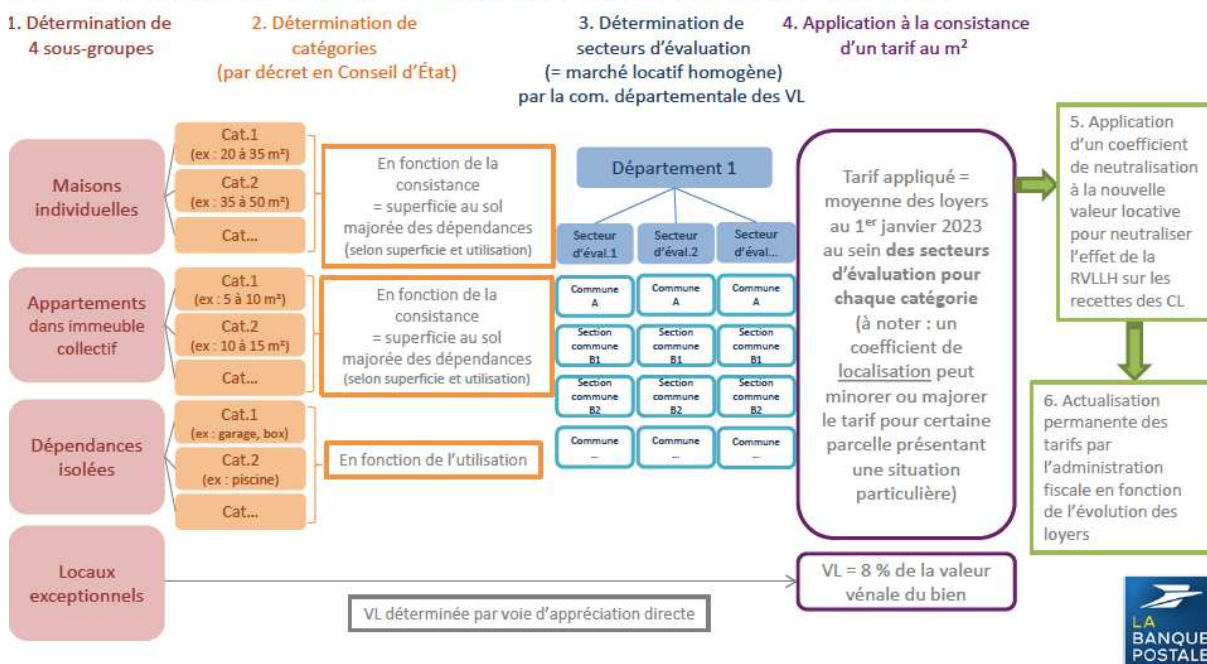 1. Détermination de
4 sous-groupes
2. Détermination de
catégories
(par décret en Conseil d'État)
3. Détermination de
secteurs d'évaluation
(= marché locatif homogène)
par la com. départementale des VL
4. Application à la consistance
d'un tarif au m²
Maisons
individuelles
Cat.1
(ex : 20 à 35 m²)
Cat.2
(ex : 35 à 50 m²)
Cat...
En fonction de la
consistance
= superficie au sol
majorée des dépendances
(selon superficie et utilisation)
Appartements
dans immeuble
collectif
Cat.1
(ex : 5 à 10 m²)
Cat.2
(ex : 10 à 15 m²)
Cat...
En fonction de la
consistance
= superficie au sol
majorée des dépendances
(selon superficie et utilisation)
Dépendances
isolées
Cat.1
(ex : garage, box)
Cat.2
(ex : piscine)
Cat...
En fonction de l'utilisation
Locaux
exceptionnels
VL déterminée par voie d'appréciation directe
Département 1
Secteur
d'éval.1
Secteur
d'éval.2
Secteur
d'éval...
Commune
A
Commune
A
Commune
A
Section
commune
B1
Section
commune
B1
Section
commune
B1
Section
commune
B2
Section
commune
B2
Section
commune
B2
Commune
...
Commune
...
Commune
...
Tarif appliqué =
moyenne des loyers
au 1er janvier 2023
au sein des secteurs
d'évaluation pour
chaque catégorie
(à noter : un
coefficient de
localisation peut
minorer ou majorer
le tarif pour certaine
parcelle présentant
une situation
particulière)
VL = 8 % de la valeur
vénale du bien
5. Application
d'un coefficient
de neutralisation
à la nouvelle
valeur locative
pour neutraliser
l'effet de la
RVLLH sur les
recettes des CL
6. Actualisation
permanente des
tarifs par
l'administration
fiscale en fonction
de l'évolution des
loyers
LA
BANQUE
POSTALE